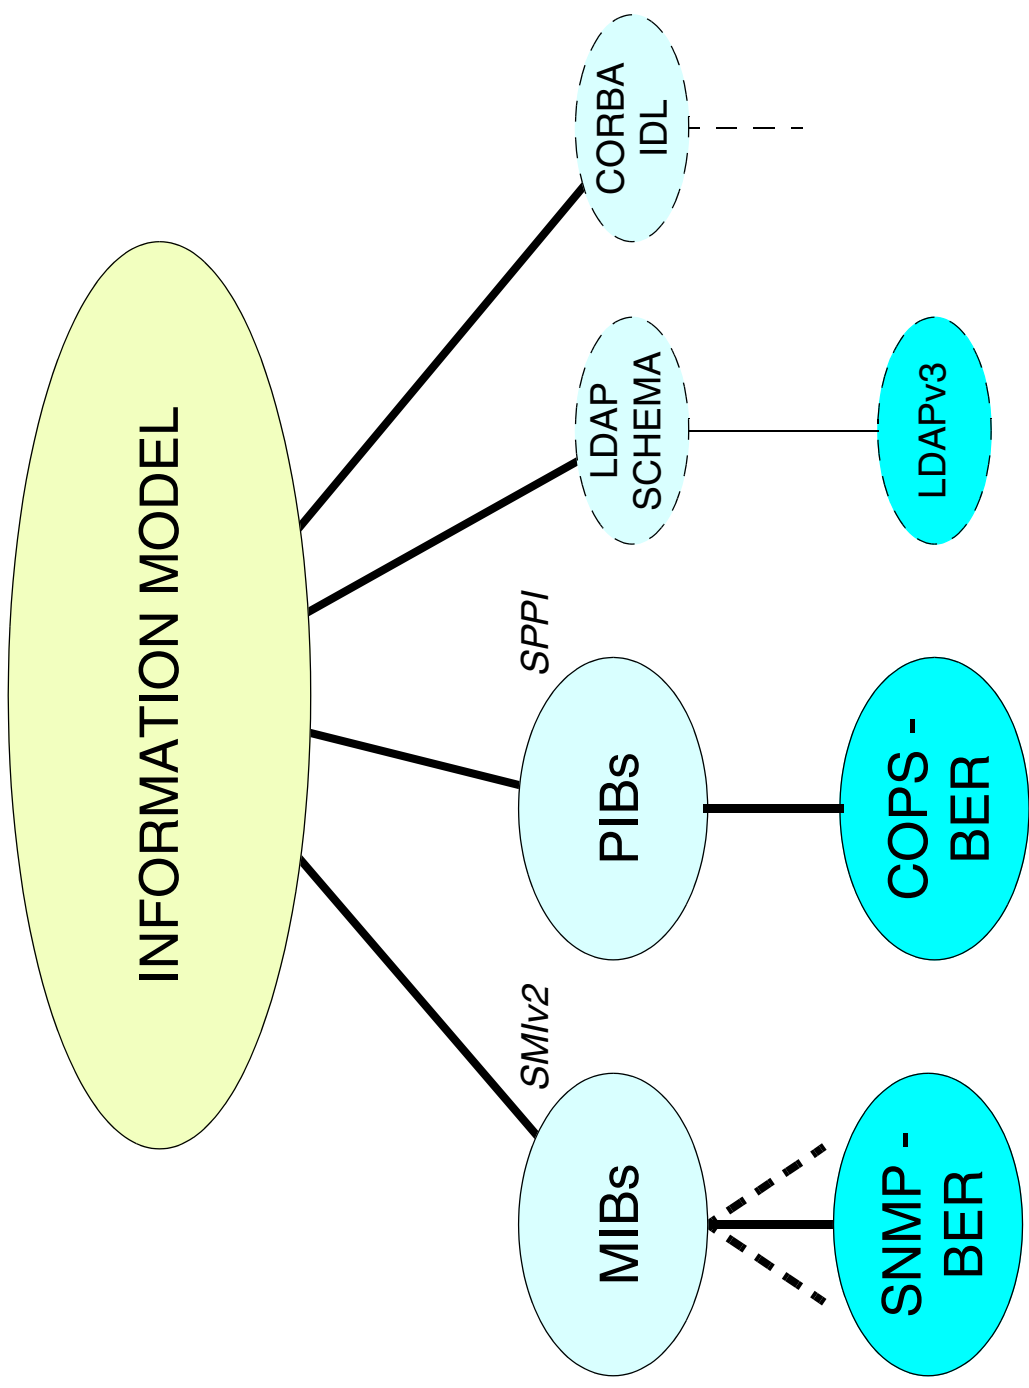 INFORMATION MODEL
SMIv2
SPPI
MIBs
PIBs
LDAP
SCHEMA
CORBA
IDL
SNMP -
BER
COPS -
BER
LDAPv3